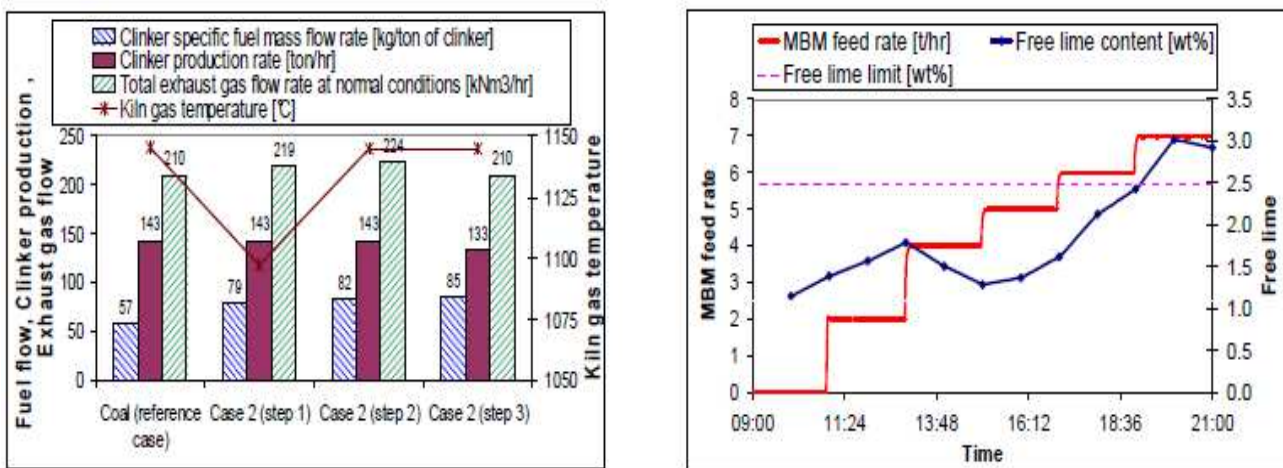 Clinker specific fuel mass flow rate [kg/ton of clinker]
Clinker production rate [ton/hr]
Total exhaust gas flow rate at normal conditions [kNm3/hr]
Kiln gas temperature [°C]
Fuel flow, Clinker production,
Exhaust gas flow
250
200
150
100
50
0
57
143
210
79
143
219
82
143
224
85
133
210
1150
1125
1100
1075
1050
Kiln gas temperature
Coal (reference
case)
Case 2 (step 1)
Case 2 (step 2)
Case 2 (step 3)
MBM feed rate [t/hr]
Free lime content [wt%]
Free lime limit [wt%]
MBM feed rate
8
7
6
5
4
3
2
1
0
3.5
3.0
2.5
2.0
1.5
1.0
0.5
0.0
Free lime
09:00
11:24
13:48
16:12
18:36
21:00
Time